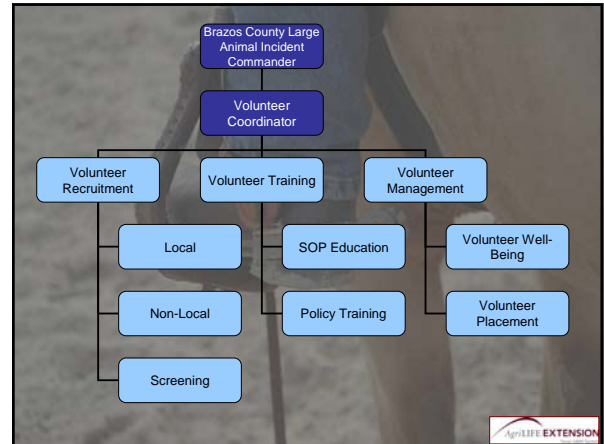 Brazos County Large
Animal Incident
Commander
Volunteer
Coordinator
Volunteer
Recruitment
Volunteer Training
Volunteer
Management
Local
SOP Education
Volunteer Well-
Being
Non-Local
Policy Training
Volunteer
Placement
Screening
AgriLIFE EXTENSION